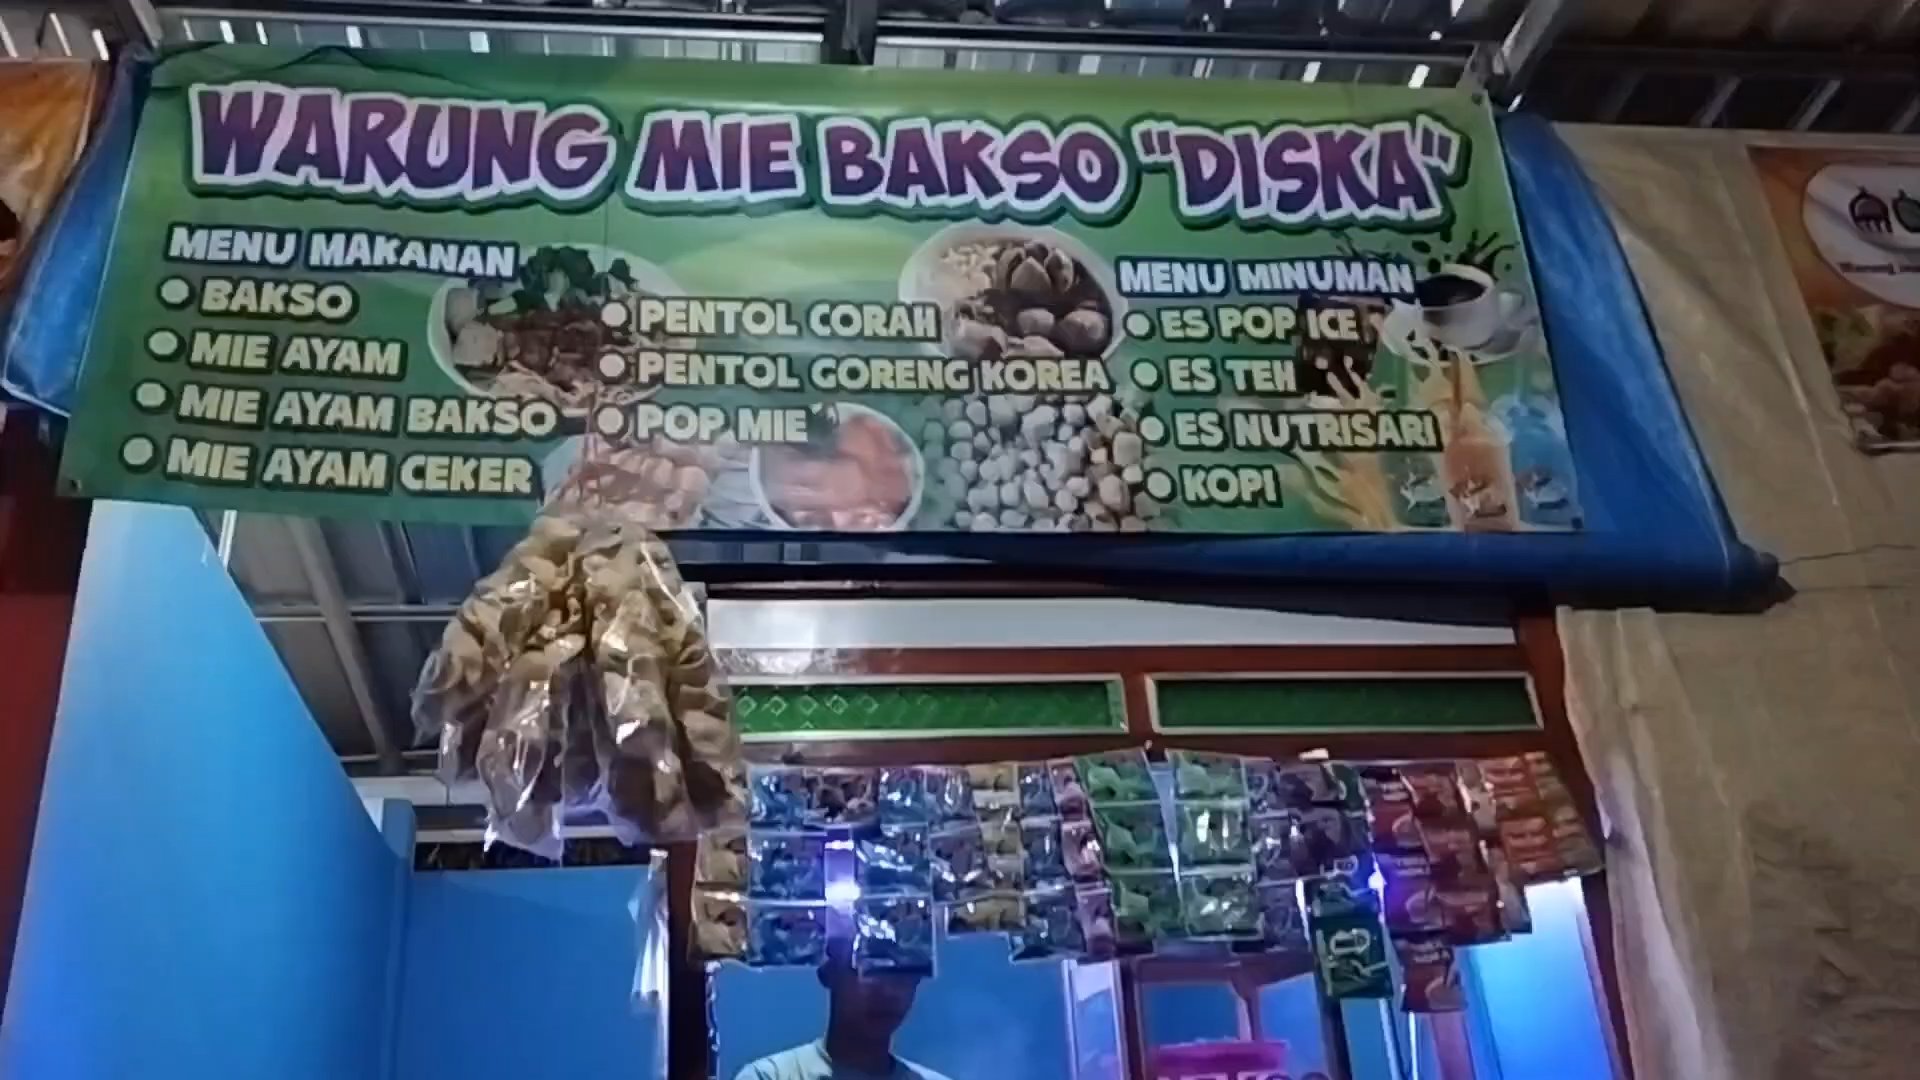 WARUNG MIE BAKSO "DISKA"
MENU MAKANAN
• BAKSO
• MIE AYAM
• MIE AYAM BAKSO
• MIE AYAM CEKER
• PENTOL CORAH
• PENTOL GORENG KOREA
• POP MIE
MENU MINUMAN
• ES POP ICE
• ES TEH
• ES NUTRISARI
• KOPI